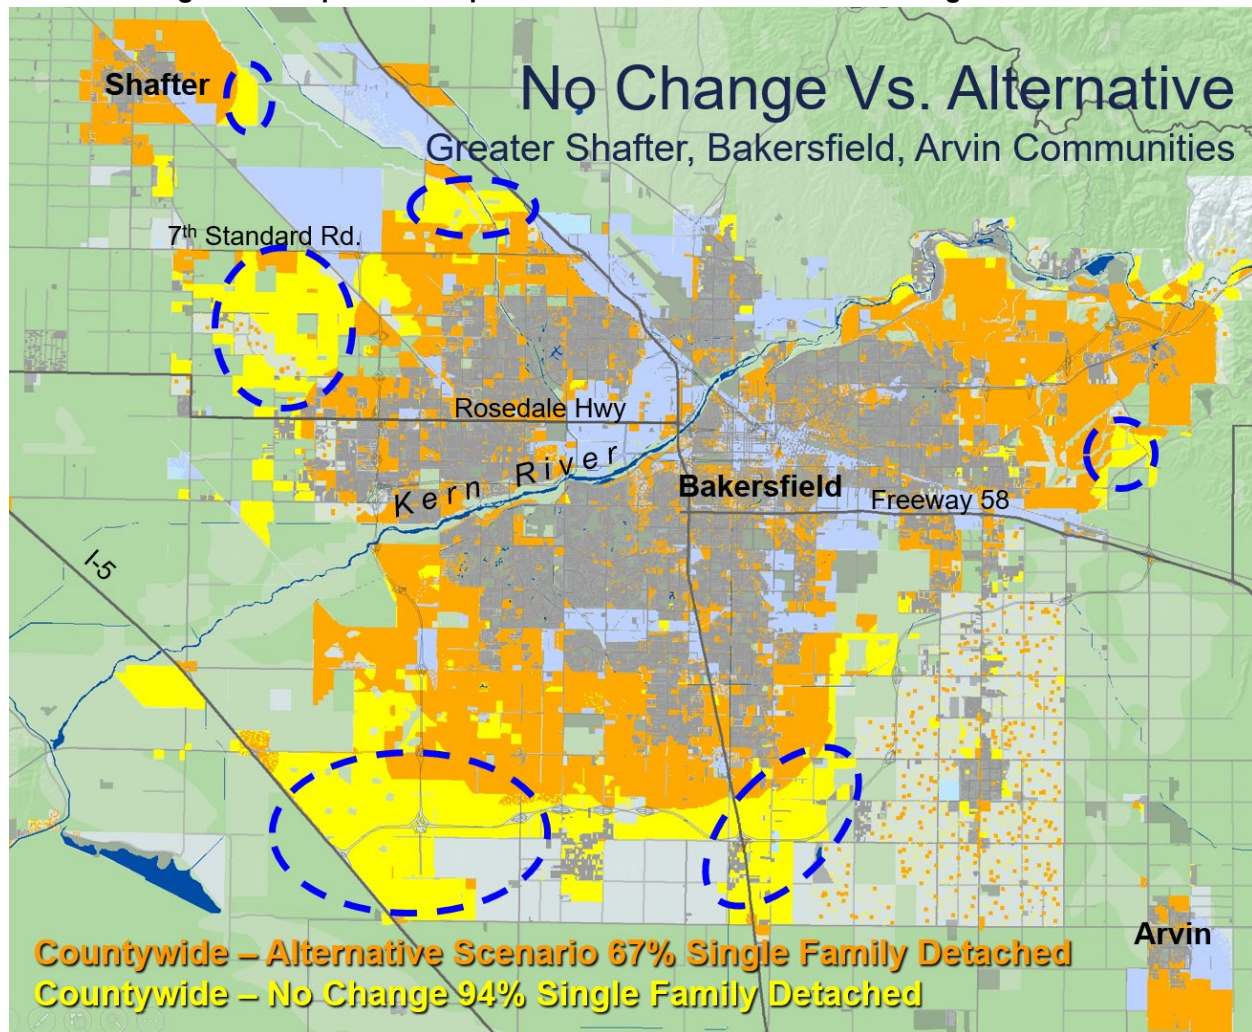 No Change Vs. Alternative
Greater Shafter, Bakersfield, Arvin Communities
Shafter
7th Standard Rd.
Rosedale Hwy
Kern River
Bakersfield
Freeway 58
I-5
Arvin
Countywide – Alternative Scenario 67% Single Family Detached
Countywide – No Change 94% Single Family Detached